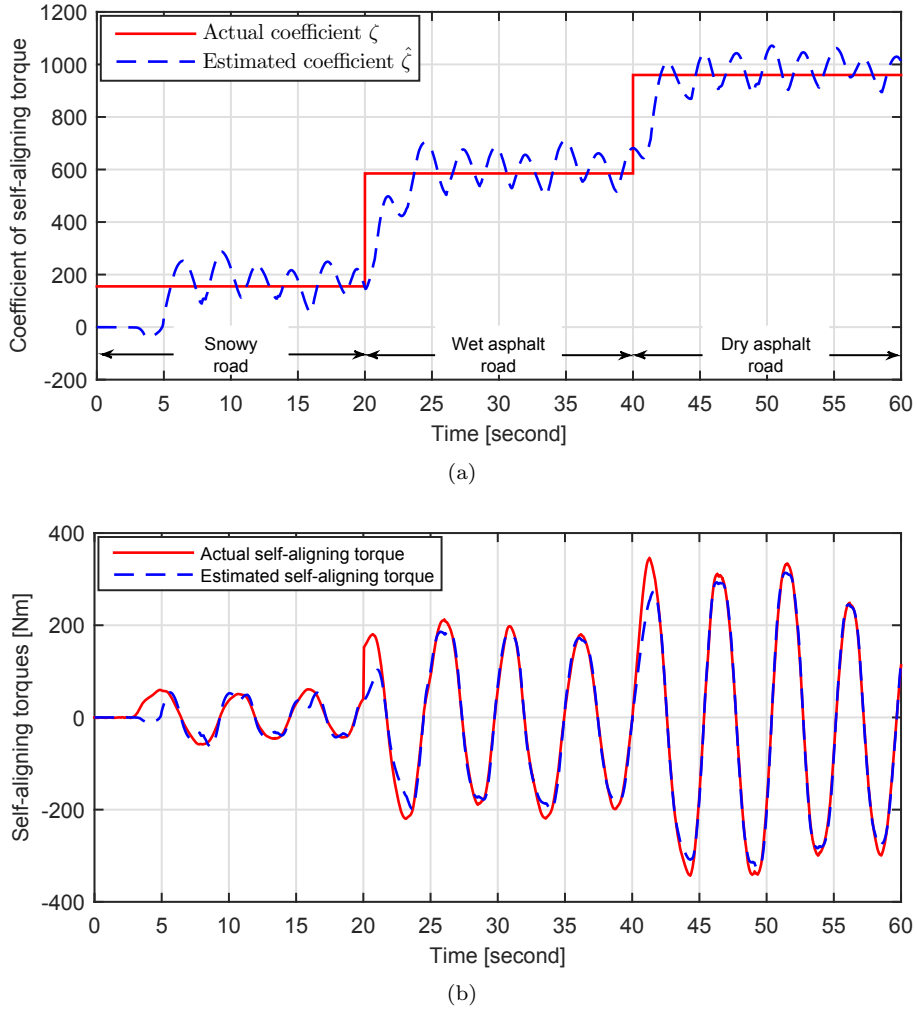 Actual coefficient ζ
Estimated coefficient ζ̂
Coefficient of self-aligning torque
1000
800
600
400
200
0
-200
Snowy
road
Wet asphalt
road
Dry asphalt
road
0 5 10 15 20 25 30 35 40 45 50 55 60
Time [second]
1200
(a)
Actual self-aligning torque
Estimated self-aligning torque
Self-aligning torques [Nm]
400
200
0
-200
-400
0 5 10 15 20 25 30 35 40 45 50 55 60
Time [second]
(b)